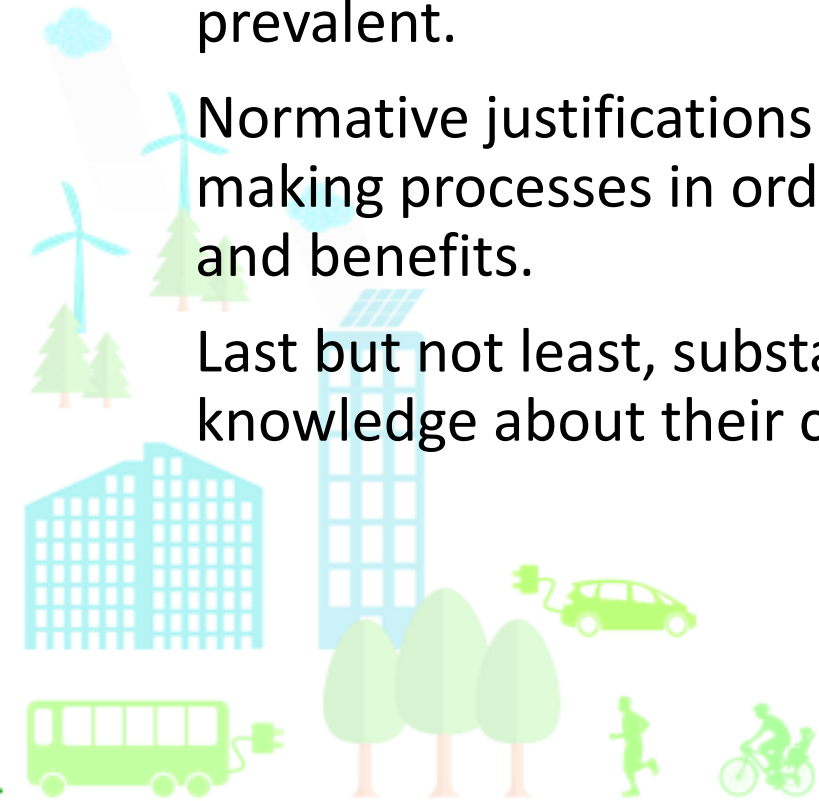 prevalent.
Normative justifications
making processes in ord
and benefits.
Last but not least, substa
knowledge about their c